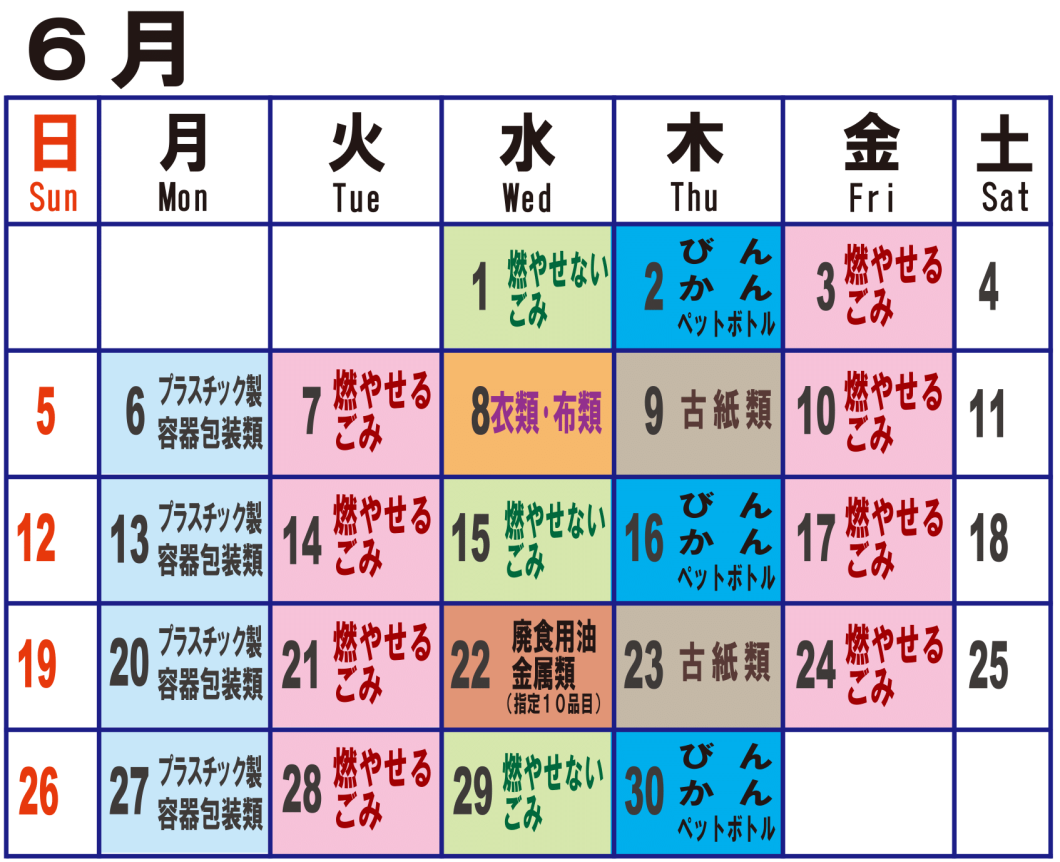 6月
日 月 火 水 木 金 土
Sun Mon Tue Wed Thu Fri Sat
1 燃やせない
ごみ
2 びん
かん
ペットボトル
3 燃やせる
ごみ
4
5
6 プラスチック製
容器包装類
7 燃やせる
ごみ
8 衣類・布類
9 古紙類
10 燃やせる
ごみ
11
12
13 プラスチック製
容器包装類
14 燃やせる
ごみ
15 燃やせない
ごみ
16 びん
かん
ペットボトル
17 燃やせる
ごみ
18
19
20 プラスチック製
容器包装類
21 燃やせる
ごみ
22 廃食用油
金属類
(指定10品目)
23 古紙類
24 燃やせる
ごみ
25
26
27 プラスチック製
容器包装類
28 燃やせる
ごみ
29 燃やせない
ごみ
30 びん
かん
ペットボトル